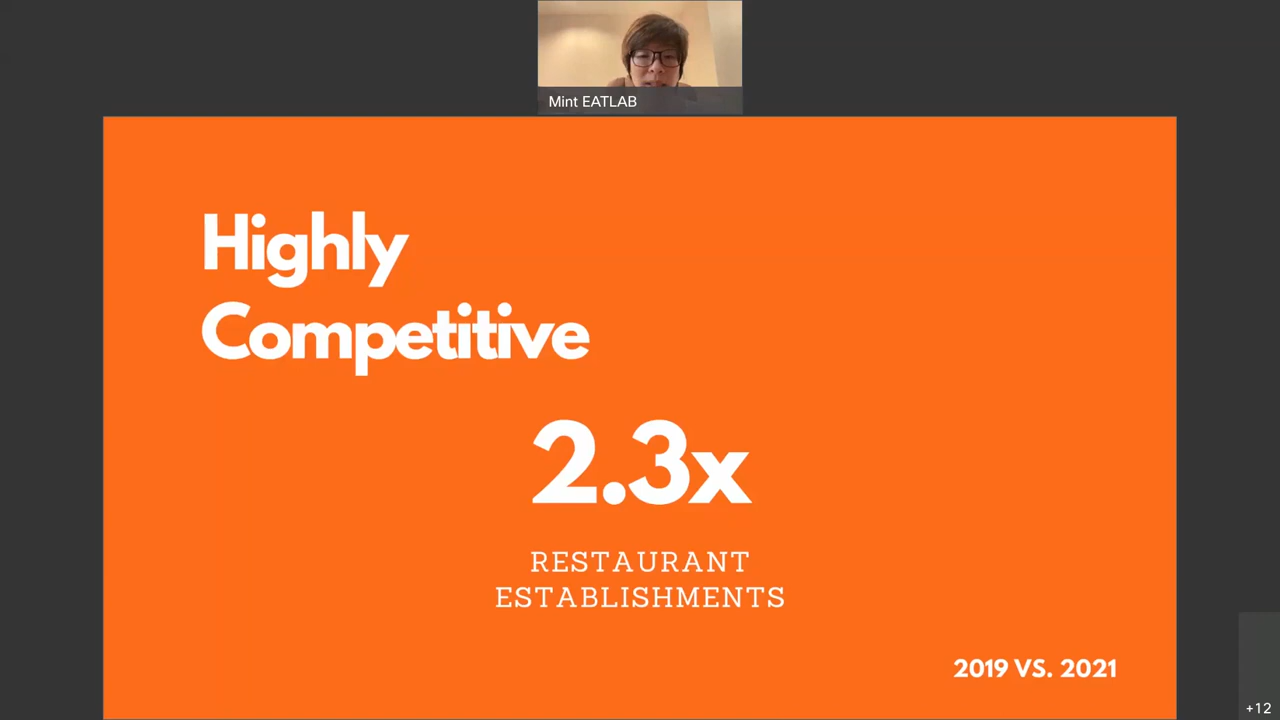 Mint EATLAB
Highly
Competitive
2.3x
RESTAURANT
ESTABLISHMENTS
2019 VS. 2021
+12